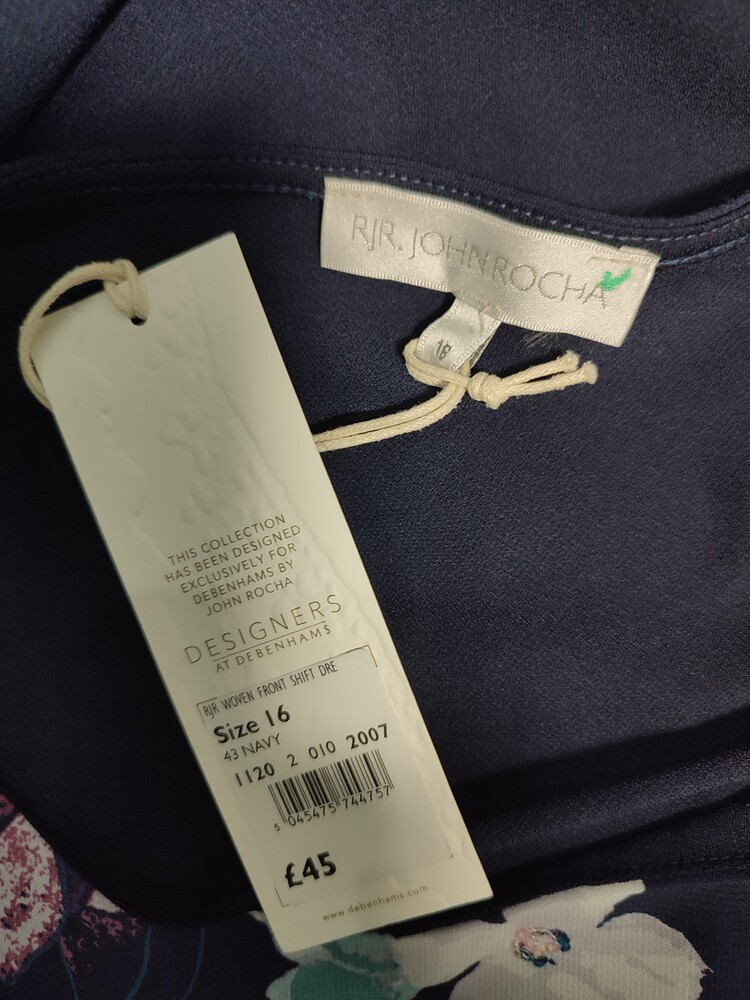 RJR. JOHN ROCHA
THIS COLLECTION
HAS BEEN DESIGNED
EXCLUSIVELY FOR
DEBENHAMS BY
JOHN ROCHA
DESIGNERS
AT DEBENHAMS
RJR WOVEN FRONT SHIFT DRE
Size 16
43 NAVY
1120 2 010 2007
5 045475 744757
£45
www.debenhams.com